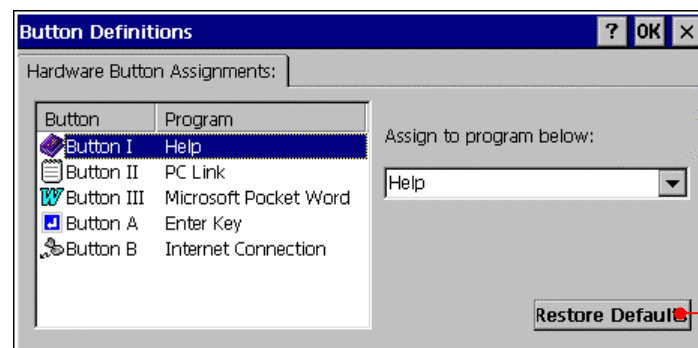 Button Definitions ? OK ×
Hardware Button Assignments:
Button Program
Button I Help
Button II PC Link
Button III Microsoft Pocket Word
Button A Enter Key
Button B Internet Connection
Assign to program below:
Help
Restore Defaults